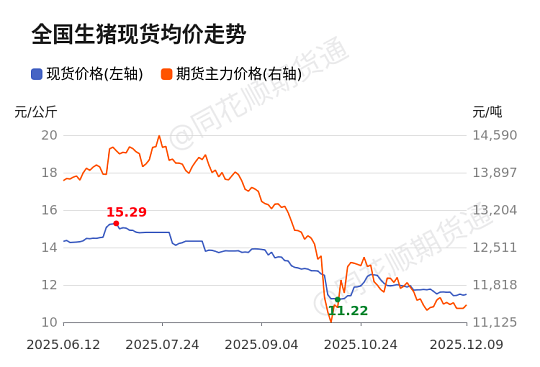 全国生猪现货均价走势
现货价格(左轴) 期货主力价格(右轴)
元/公斤 元/吨
20 14,590
18 13,897
16 13,204
15.29
14 12,511
12 11,818
11.22
10 11,125
2025.06.12 2025.07.24 2025.09.04 2025.10.24 2025.12.09
@同花顺期货通
@同花顺期货通